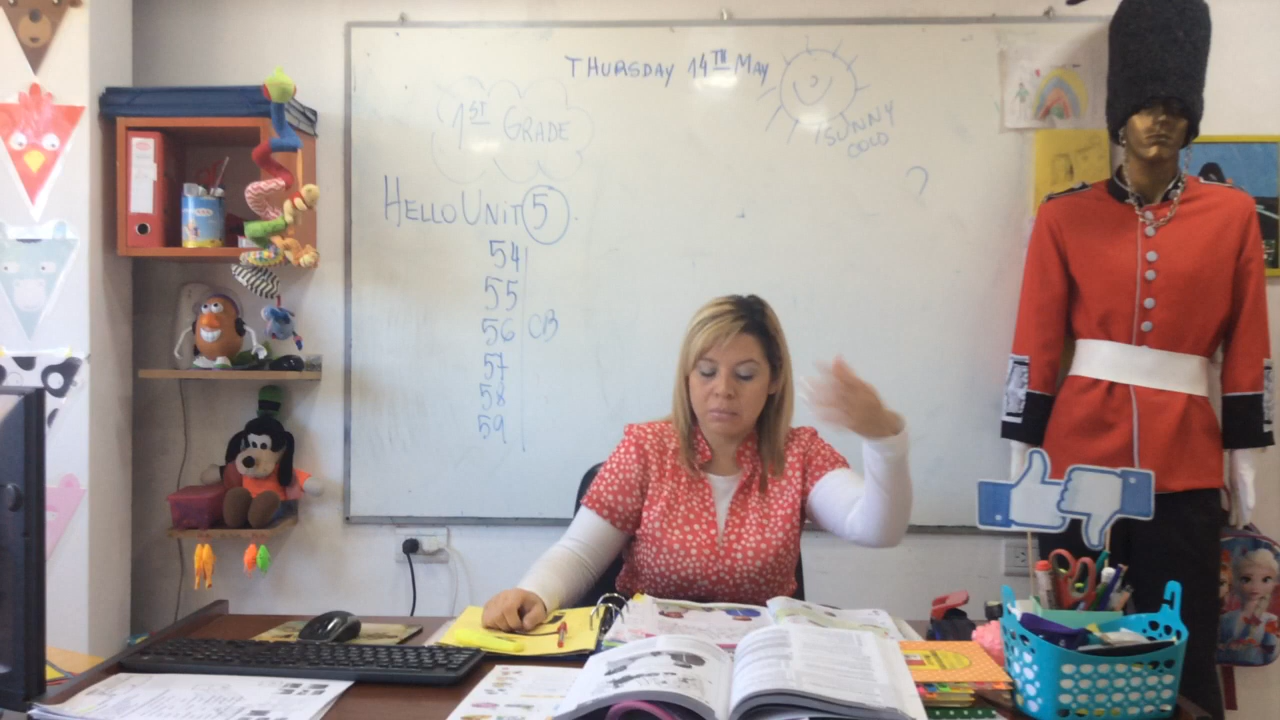 THURSDAY 14TH MAY
1ST GRADE
SUNNY
COLD
?
HELLO UNIT 5.
54
55
56 CB
57
58
59